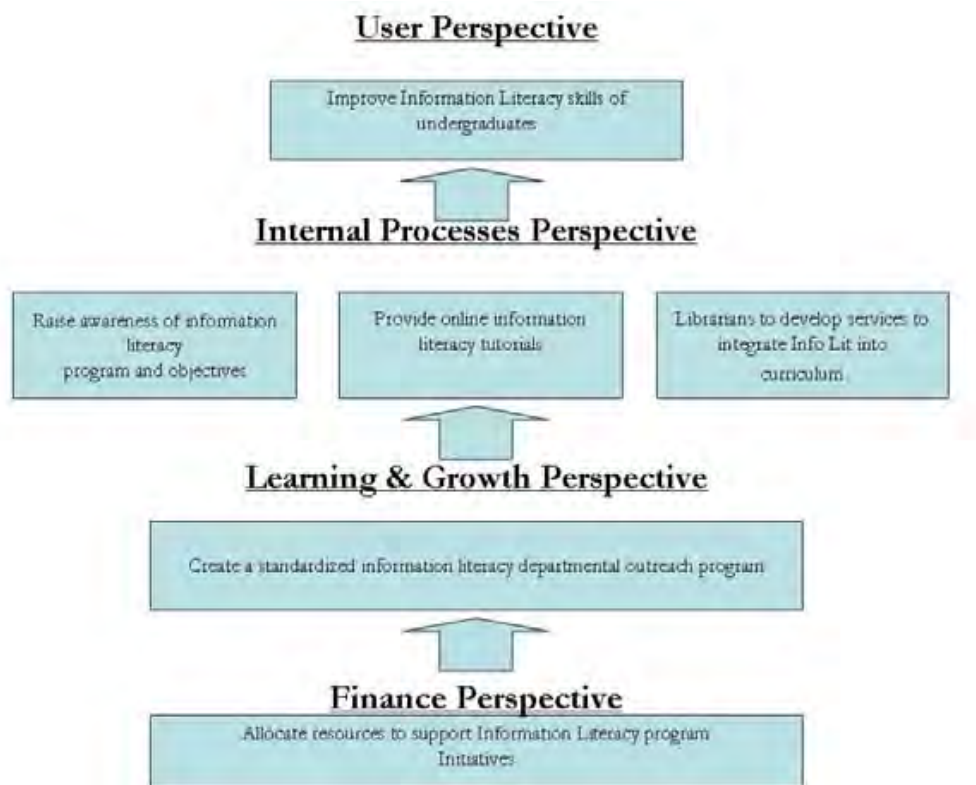 User Perspective
Improve Information Literacy skills of
undergraduates
Internal Processes Perspective
Raise awareness of information
literacy
program and objectives
Provide online information
literacy tutorials
Librarians to develop services to
integrate Info Lit into
curriculum
Learning & Growth Perspective
Create a standardized information literacy departmental outreach program
Finance Perspective
Allocate resources to support Information Literacy program
Initiatives